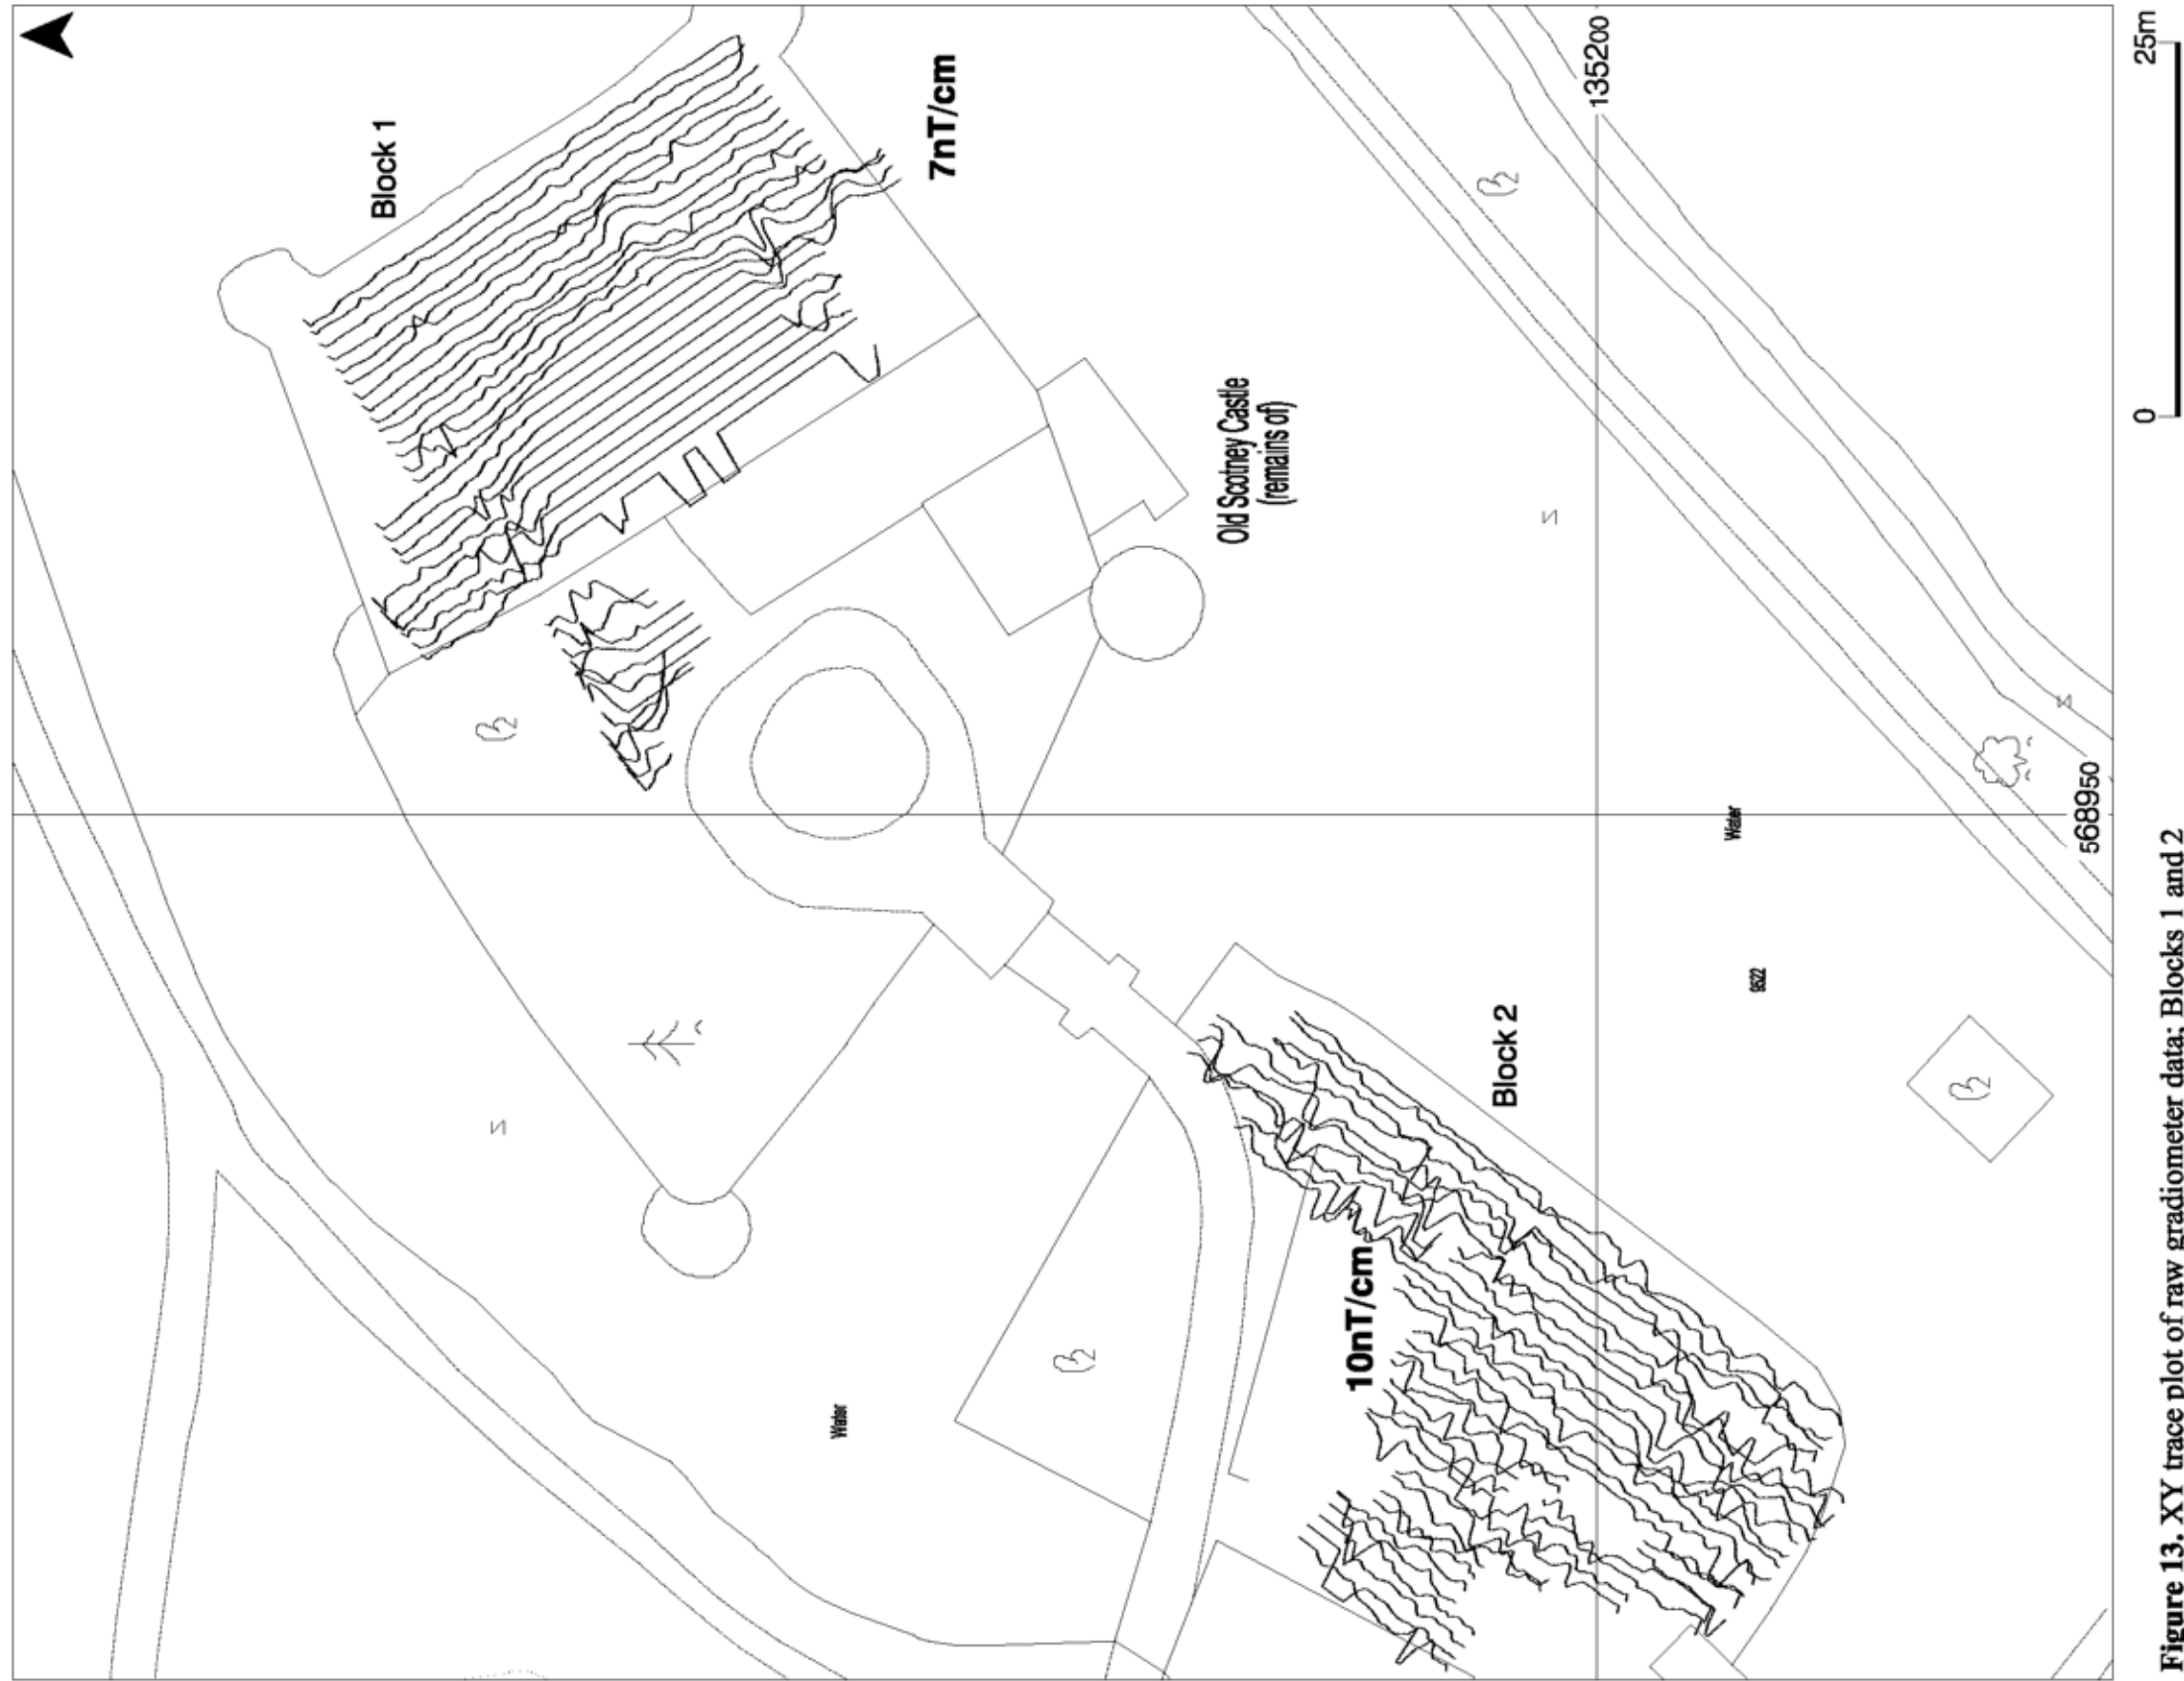 Block 1
7nT/cm
Old Scotney Castle
(remains of)
135200
25m
0
Water
568950
9522
Block 2
10nT/cm
Water
Figure 13. XY trace plot of raw gradiometer data; Blocks 1 and 2